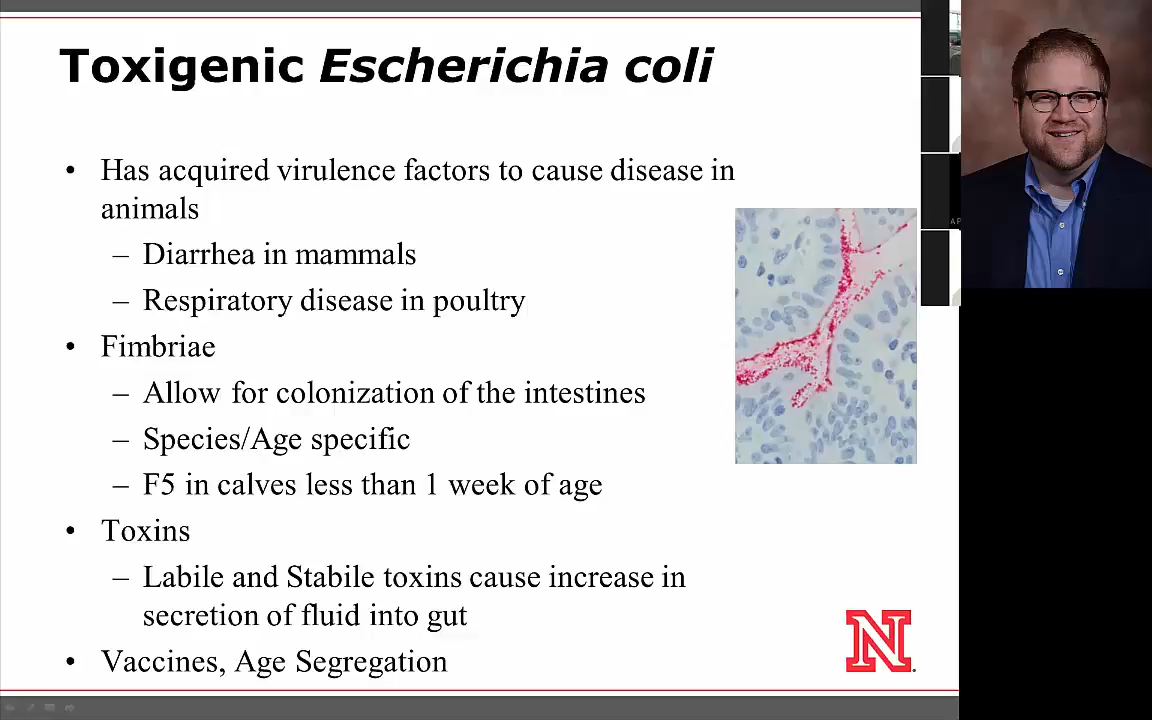 Toxigenic Escherichia coli
• Has acquired virulence factors to cause disease in
animals
– Diarrhea in mammals
– Respiratory disease in poultry
• Fimbriae
– Allow for colonization of the intestines
– Species/Age specific
– F5 in calves less than 1 week of age
• Toxins
– Labile and Stabile toxins cause increase in
secretion of fluid into gut
• Vaccines, Age Segregation
AP
N.